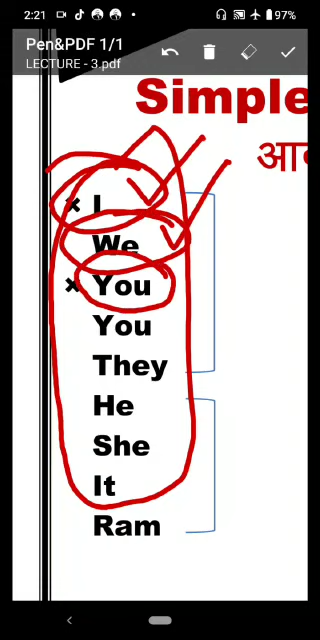 2:21
97%
Pen&PDF 1/1
LECTURE - 3.pdf
Simple
I
We
You
You
They
He
She
It
Ram